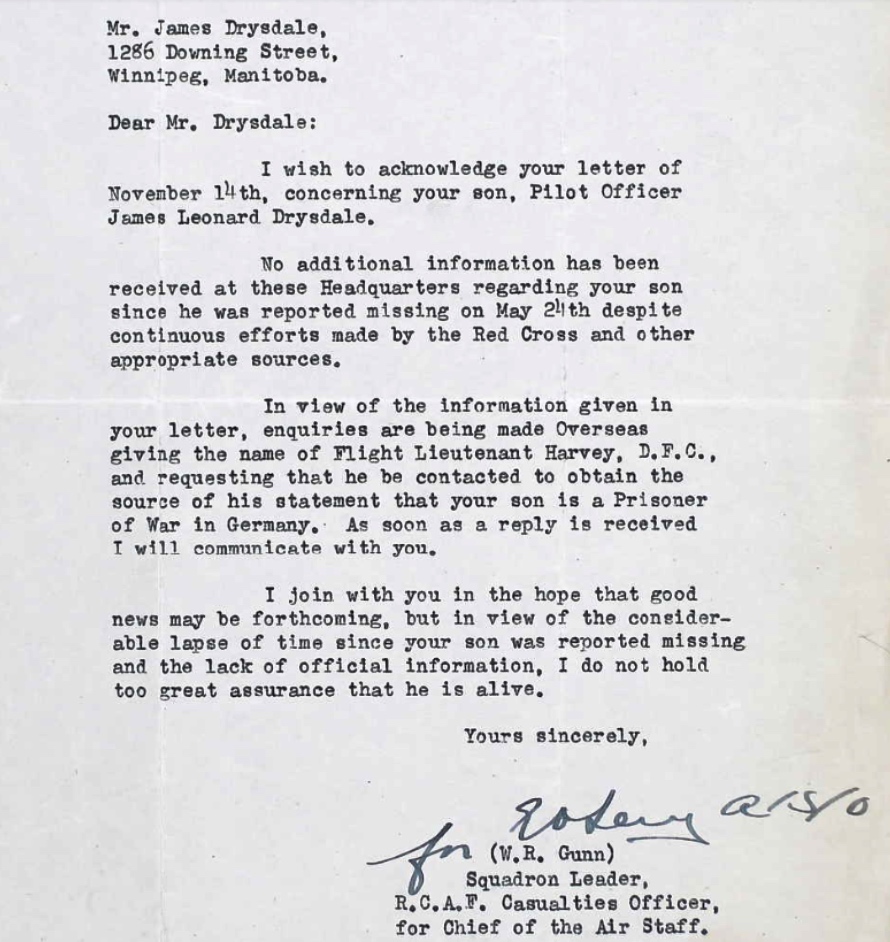 Mr. James Drysdale,
1286 Downing Street,
Winnipeg, Manitoba.
Dear Mr. Drysdale:
I wish to acknowledge your letter of
November 14th, concerning your son, Pilot Officer
James Leonard Drysdale.
No additional information has been
received at these Headquarters regarding your son
since he was reported missing on May 24th despite
continuous efforts made by the Red Cross and other
appropriate sources.
In view of the information given in
your letter, enquiries are being made Overseas
giving the name of Flight Lieutenant Harvey, D.F.C.,
and requesting that he be contacted to obtain the
source of his statement that your son is a Prisoner
of War in Germany. As soon as a reply is received
I will communicate with you.
I join with you in the hope that good
news may be forthcoming, but in view of the consider-
able lapse of time since your son was reported missing
and the lack of official information, I do not hold
too great assurance that he is alive.
Yours sincerely,
for
(W.R. Gunn)
Squadron Leader,
R.C.A.F. Casualties Officer,
for Chief of the Air Staff.